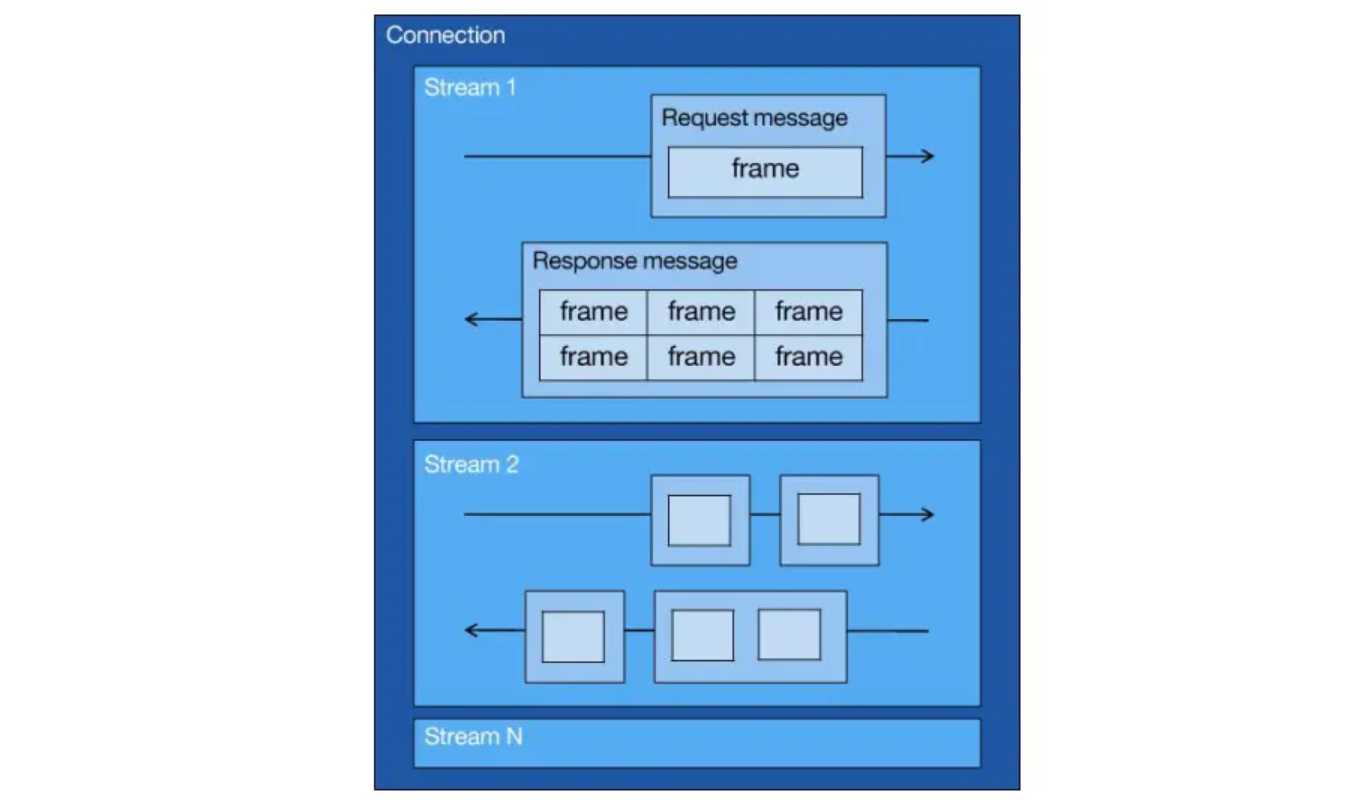 Connection
Stream 1
Request message
frame
Response message
frame frame frame
frame frame frame
Stream 2
Stream N